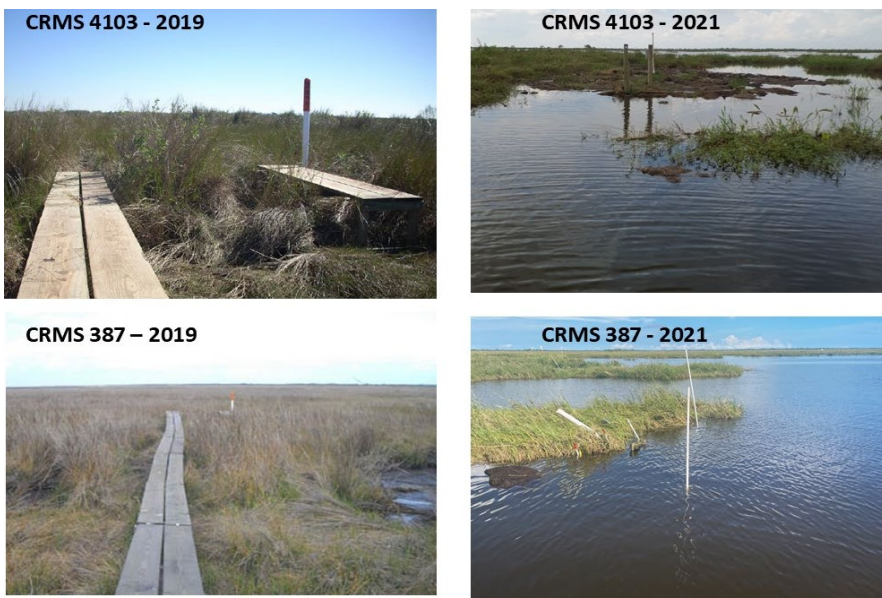 CRMS 4103 - 2019
CRMS 4103 - 2021
CRMS 387 – 2019
CRMS 387 - 2021